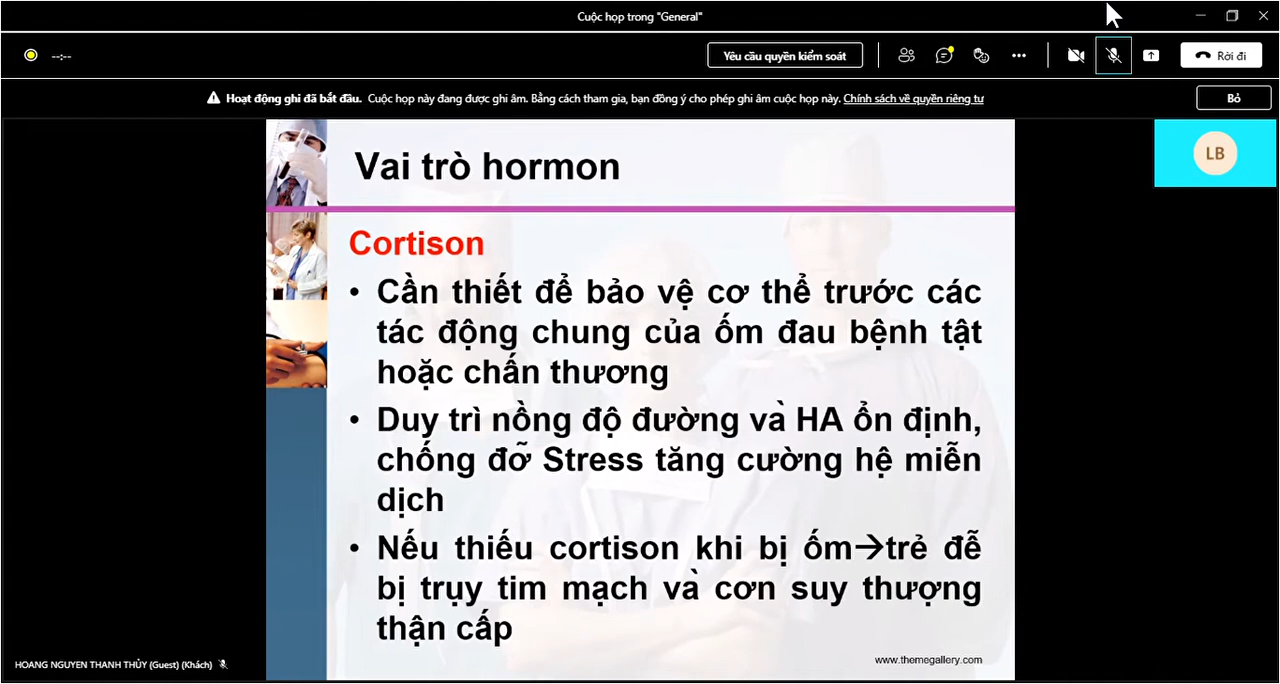 Cuộc họp trong "General"
--:--
Yêu cầu quyền kiểm soát
Rời đi
Hoạt động ghi đã bắt đầu. Cuộc họp này đang được ghi âm. Bằng cách tham gia, bạn đồng ý cho phép ghi âm cuộc họp này. Chính sách về quyền riêng tư
Bỏ
LB
Vai trò hormon
Cortison
• Cần thiết để bảo vệ cơ thể trước các
tác động chung của ốm đau bệnh tật
hoặc chấn thương
• Duy trì nồng độ đường và HA ổn định,
chống đỡ Stress tăng cường hệ miễn
dịch
• Nếu thiếu cortison khi bị ốm→trẻ dễ
bị trụy tim mạch và cơn suy thượng
thận cấp
www.themegallery.com
HOANG NGUYEN THANH THỦY (Guest) (Khách)